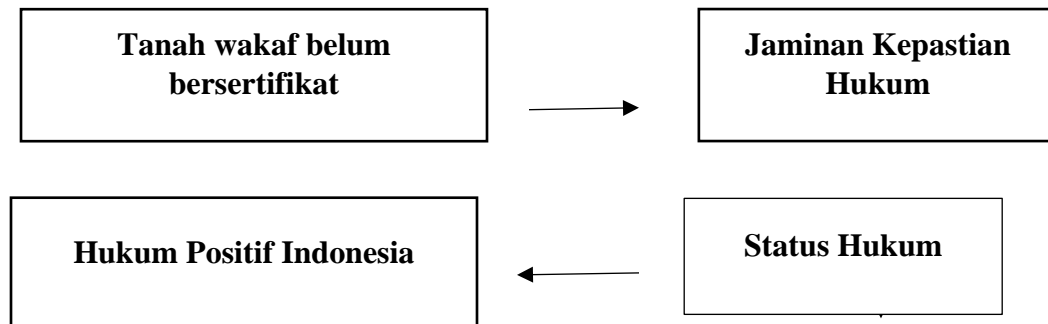 Tanah wakaf belum
bersertifikat
Jaminan Kepastian
Hukum
Hukum Positif Indonesia
Status Hukum